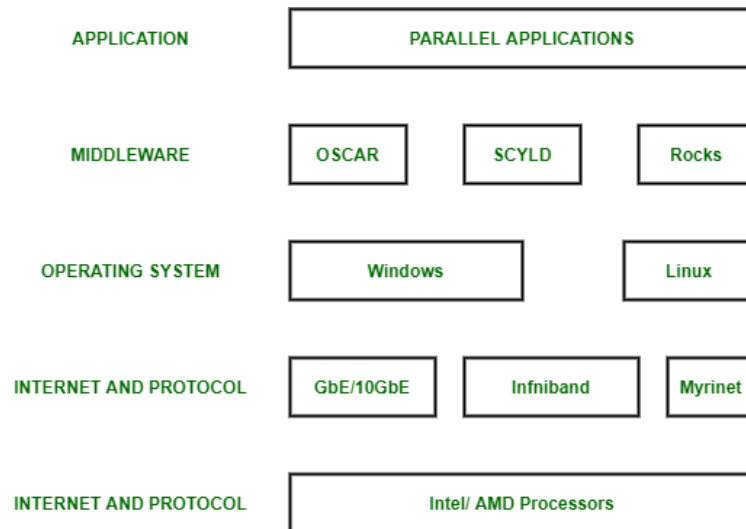 APPLICATION PARALLEL APPLICATIONS
MIDDLEWARE OSCAR SCYLD Rocks
OPERATING SYSTEM Windows Linux
INTERNET AND PROTOCOL GbE/10GbE Infniband Myrinet
INTERNET AND PROTOCOL Intel/ AMD Processors